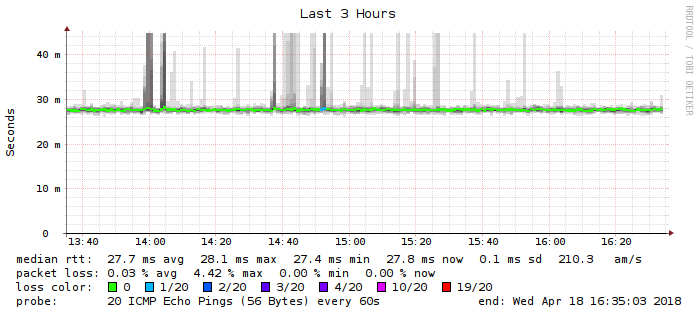 Last 3 Hours
RRDTOOL / TOBI OETIKER
Seconds
40 m
30 m
20 m
10 m
0
13:40 14:00 14:20 14:40 15:00 15:20 15:40 16:00 16:20
median rtt: 27.7 ms avg 28.1 ms max 27.4 ms min 27.8 ms now 0.1 ms sd 210.3 am/s
packet loss: 0.03 % avg 4.42 % max 0.00 % min 0.00 % now
loss color: 0 1/20 2/20 3/20 4/20 10/20 19/20
probe: 20 ICMP Echo Pings (56 Bytes) every 60s end: Wed Apr 18 16:35:03 2018